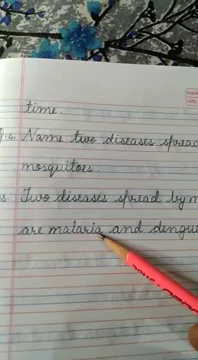 time.
Name two diseases spread
mosquitoes.
Two diseases spread by
are malaria and dengue